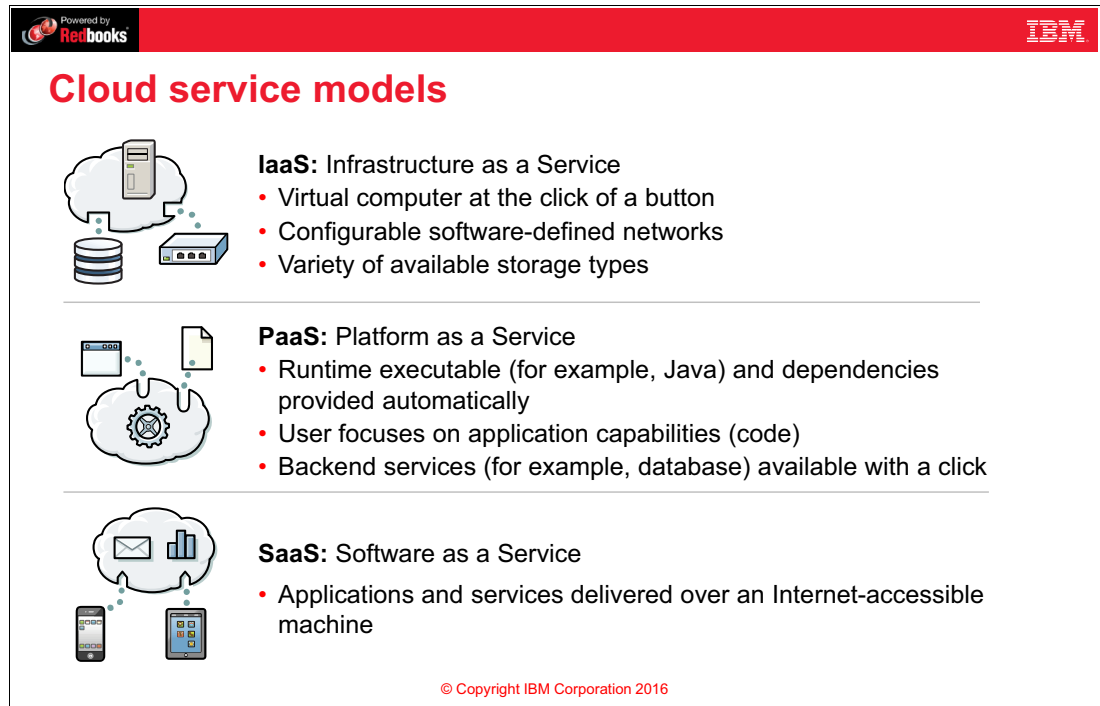 Powered by
Redbooks
IBM
Cloud service models
IaaS: Infrastructure as a Service
• Virtual computer at the click of a button
• Configurable software-defined networks
• Variety of available storage types
PaaS: Platform as a Service
• Runtime executable (for example, Java) and dependencies
provided automatically
• User focuses on application capabilities (code)
• Backend services (for example, database) available with a click
SaaS: Software as a Service
• Applications and services delivered over an Internet-accessible
machine
© Copyright IBM Corporation 2016